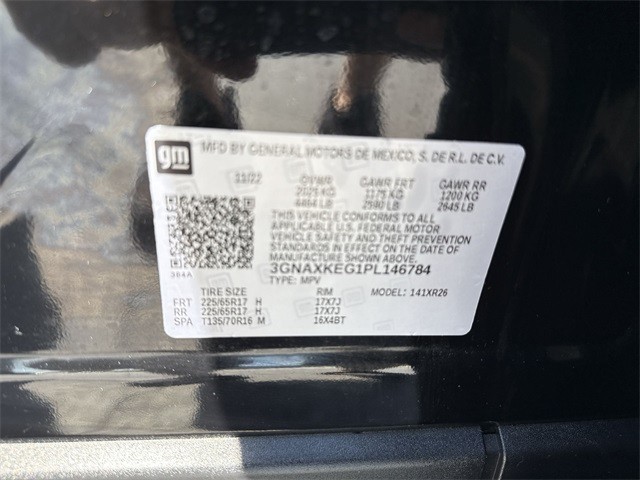 gm MFD BY GENERAL MOTORS DE MEXICO, S. DE R.L. DE C.V.
11/22 GVWR GAWR FRT GAWR RR
2025 KG 1175 KG 1200 KG
4464 LB 2590 LB 2645 LB
THIS VEHICLE CONFORMS TO ALL
APPLICABLE U.S. FEDERAL MOTOR
VEHICLE SAFETY AND THEFT PREVENTION
STANDARDS IN EFFECT ON THE DATE OF
MANUFACTURE SHOWN ABOVE.
384A 3GNAXKEG1PL146784
TYPE: MPV
TIRE SIZE RIM MODEL: 141XR26
FRT 225/65R17 H 17X7J
RR 225/65R17 H 17X7J
SPA T135/70R16 M 16X4BT